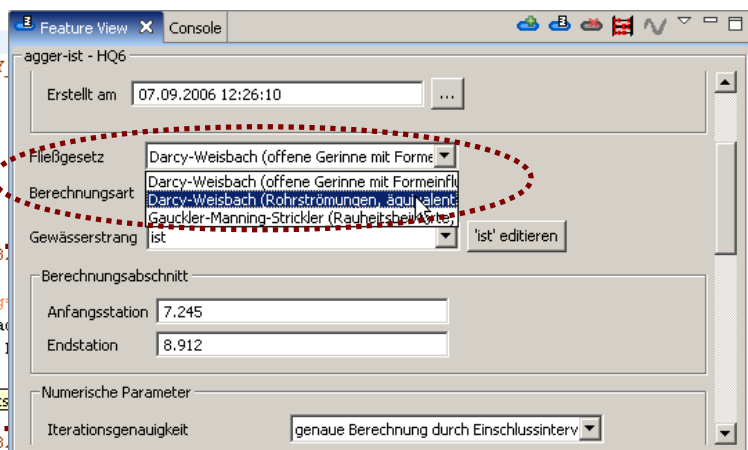 Feature View Console
agger-ist - HQ6
Erstellt am 07.09.2006 12:26:10 ...
Fließgesetz Darcy-Weisbach (offene Gerinne mit Forme
Darcy-Weisbach (offene Gerinne mit Formeinflu
Berechnungsart Darcy-Weisbach (Rohrströmungen, äquivalent
Gauckler-Manning-Strickler (Rauheitsbeiwerte,
Gewässerstrang ist 'ist' editieren
Berechnungsabschnitt
Anfangsstation 7.245
Endstation 8.912
Numerische Parameter
Iterationsgenauigkeit genaue Berechnung durch Einschlussinterv